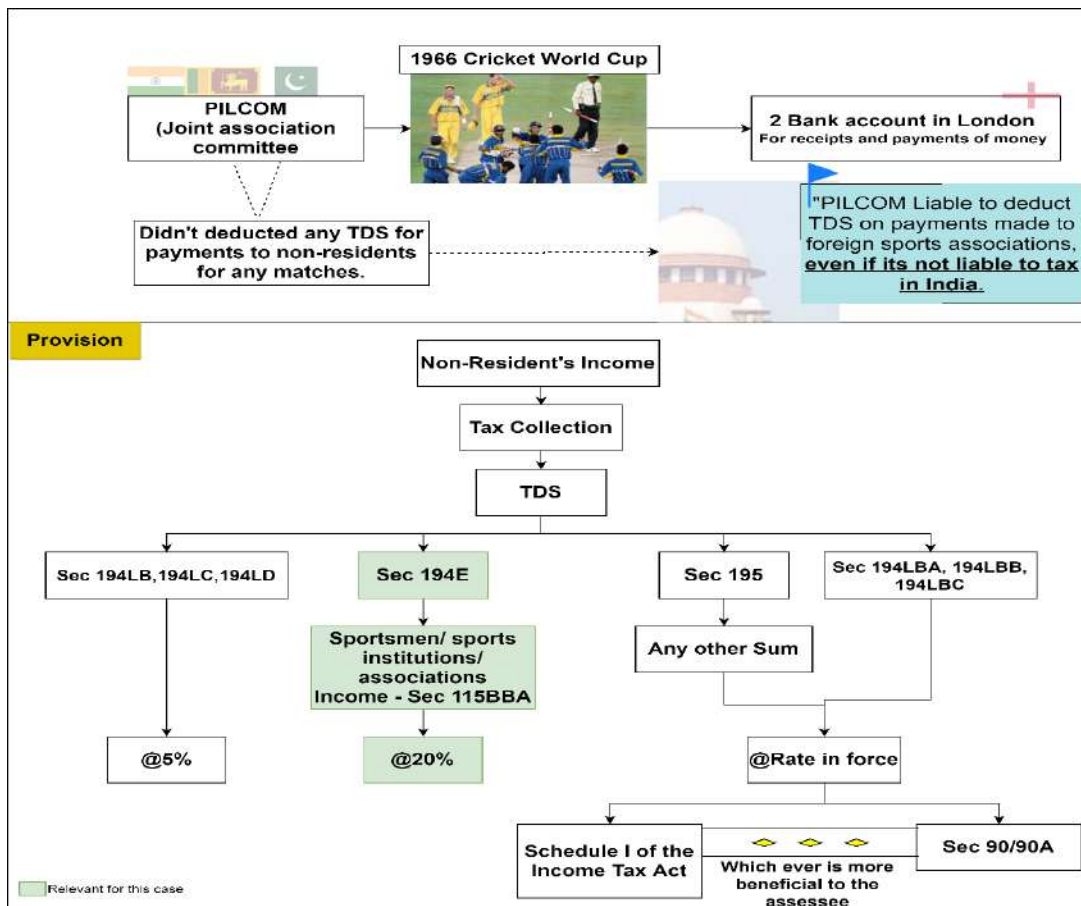 1966 Cricket World Cup
PILCOM
(Joint association
committee
2 Bank account in London
For receipts and payments of money
Didn't deducted any TDS for
payments to non-residents
for any matches.
"PILCOM Liable to deduct
TDS on payments made to
foreign sports associations,
even if its not liable to tax
in India.
Provision
Non-Resident's Income
Tax Collection
TDS
Sec 194LB,194LC,194LD
Sec 194E
Sec 195
Sec 194LBA, 194LBB,
194LBC
Sportsmen/ sports
institutions/
associations
Income - Sec 115BBA
Any other Sum
@5%
@20%
@Rate in force
Schedule I of the
Income Tax Act
Which ever is more
beneficial to the
assessee
Sec 90/90A
Relevant for this case